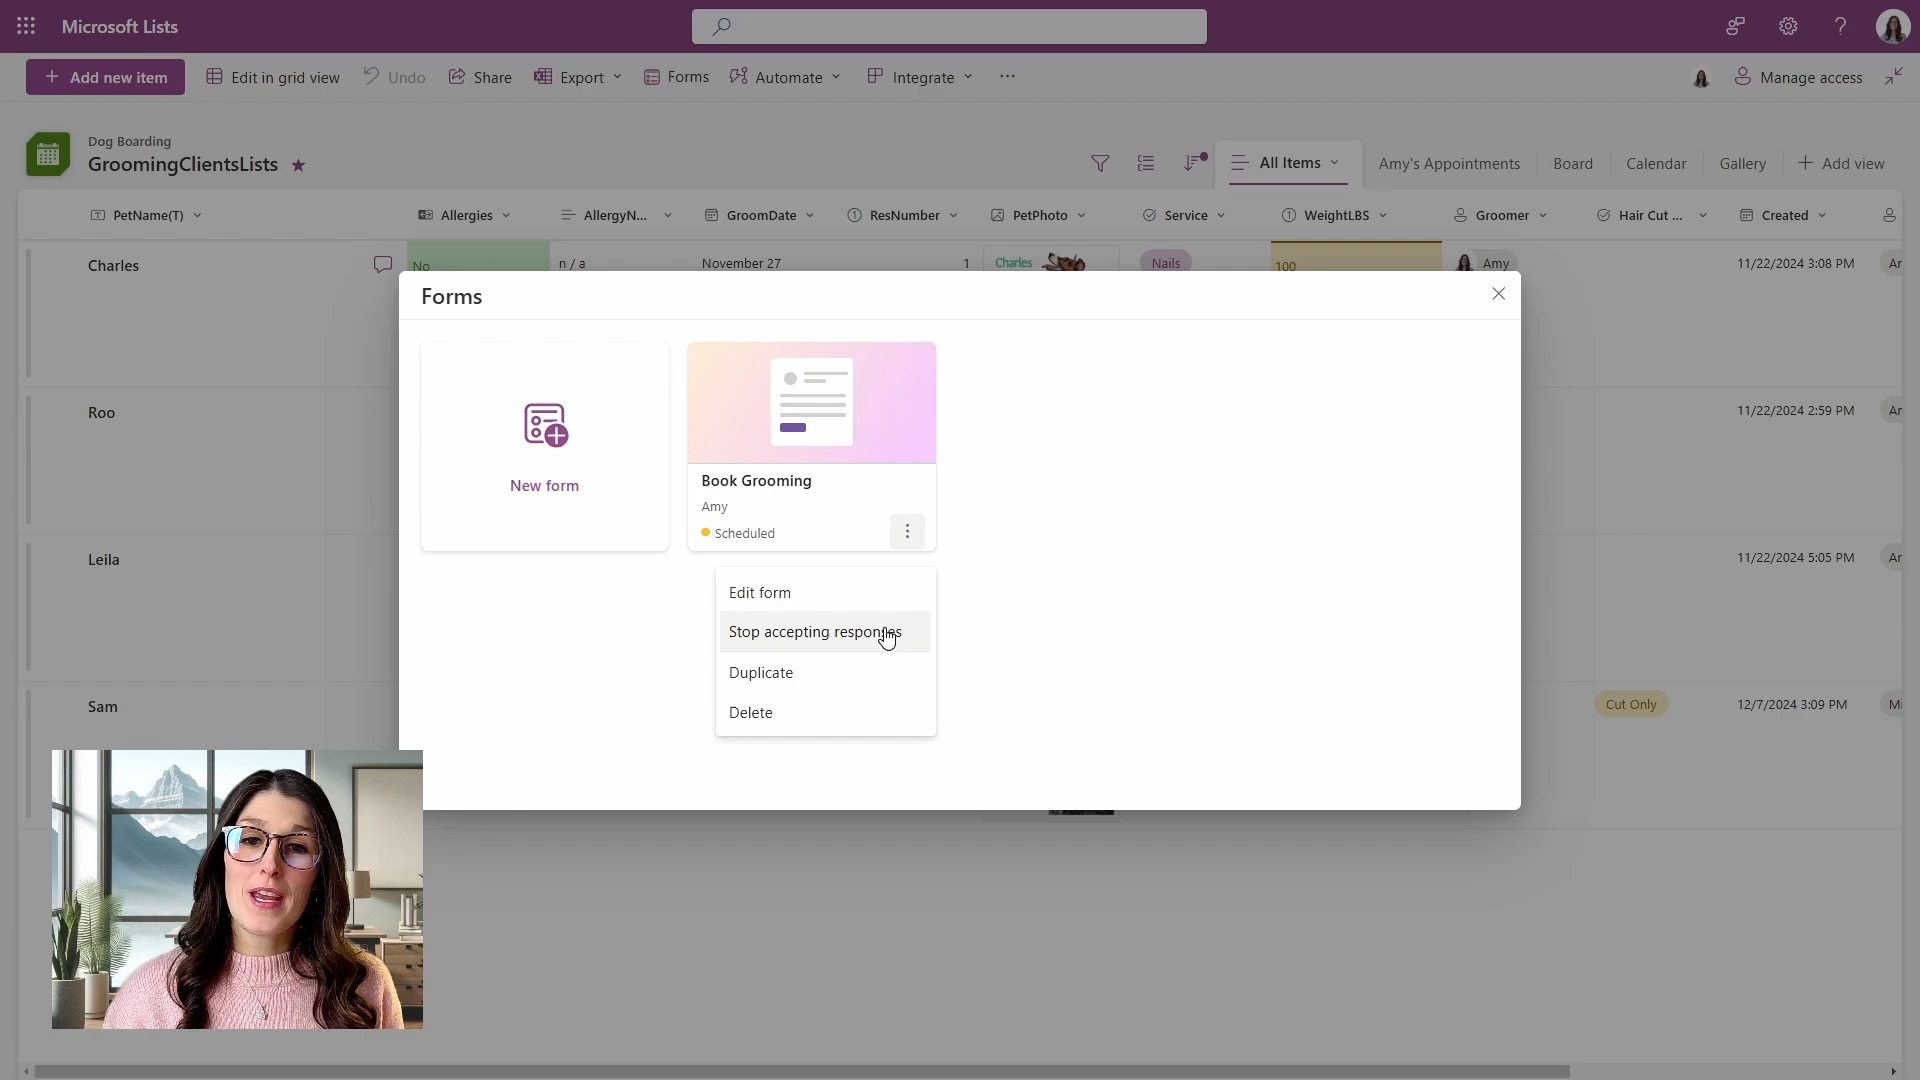 Microsoft Lists
Add new item
Edit in grid view
Undo
Share
Export
Forms
Automate
Integrate
Manage access
Dog Boarding
GroomingClientsLists
All Items
Amy's Appointments
Board
Calendar
Gallery
Add view
PetName(T)
Allergies
AllergyN...
GroomDate
ResNumber
PetPhoto
Service
WeightLBS
Groomer
Hair Cut ...
Created
Charles
No
n / a
November 27
1
Charles
Nails
100
Amy
11/22/2024 3:08 PM
Ar
Forms
Roo
11/22/2024 2:59 PM
Ar
New form
Book Grooming
Amy
Scheduled
Leila
11/22/2024 5:05 PM
Ar
Edit form
Stop accepting responses
Duplicate
Delete
Sam
Cut Only
12/7/2024 3:09 PM
Mi